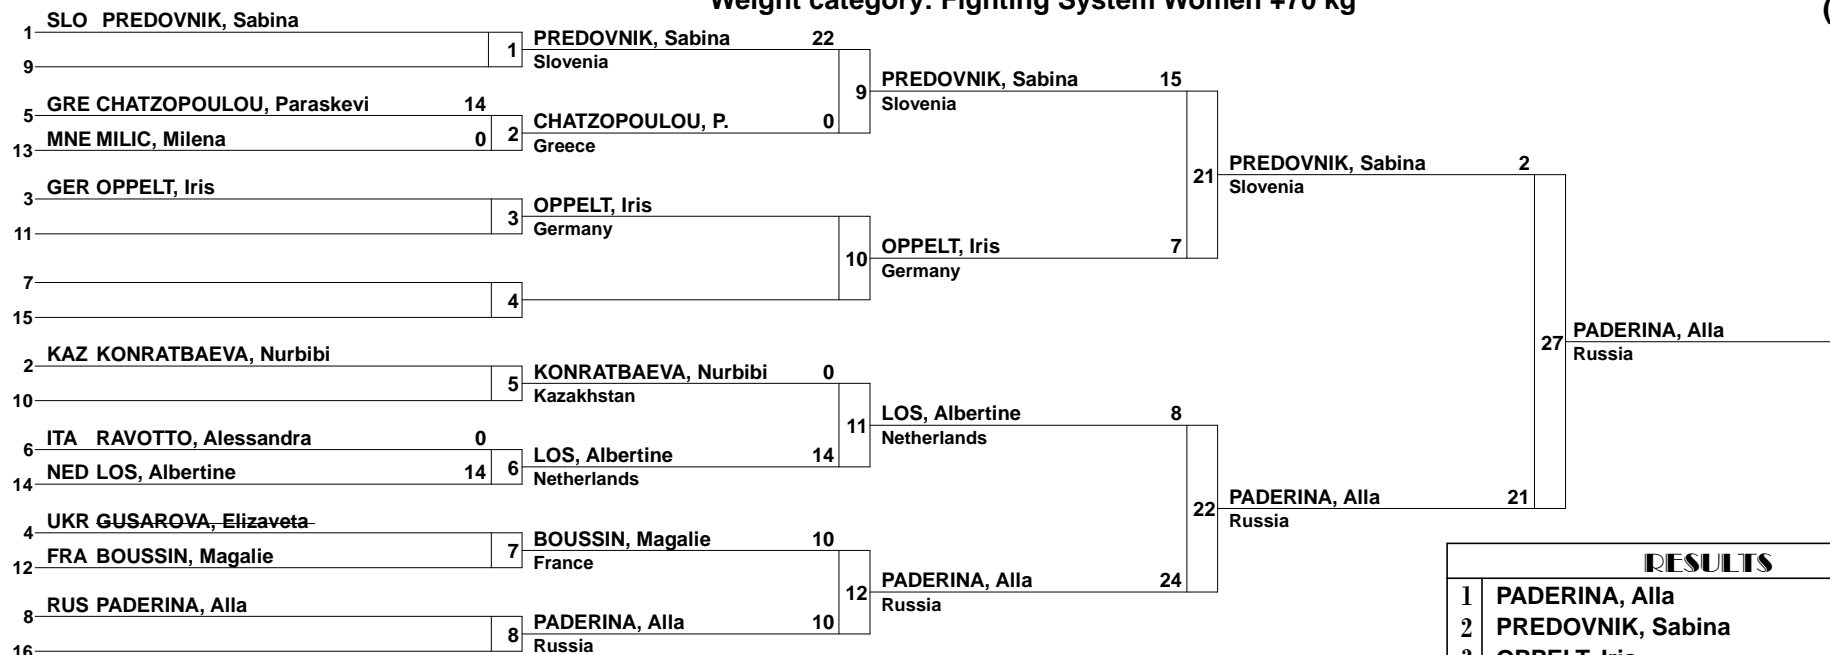 Weight category: Fighting System Women +70 kg
(
1 SLO PREDOVNIK, Sabina
9
1
5 GRE CHATZOPOULOU, Paraskevi 14
13 MNE MILIC, Milena 0
2
3 GER OPPELT, Iris
11
3
7
15
4
2 KAZ KONRATBAEVA, Nurbibi
10
5
6 ITA RAVOTTO, Alessandra 0
14 NED LOS, Albertine 14
6
4 UKR GUSAROVA, Elizaveta
12 FRA BOUSSIN, Magalie
7
8 RUS PADERINA, Alla
16
8
PREDOVNIK, Sabina 22
Slovenia
9
CHATZOPOULOU, P. 0
Greece
OPPELT, Iris
Germany
10
KONRATBAEVA, Nurbibi 0
Kazakhstan
11
LOS, Albertine 14
Netherlands
BOUSSIN, Magalie 10
France
12
PADERINA, Alla 10
Russia
PREDOVNIK, Sabina 15
Slovenia
21
OPPELT, Iris 7
Germany
LOS, Albertine 8
Netherlands
22
PADERINA, Alla 24
Russia
PREDOVNIK, Sabina 2
Slovenia
27
PADERINA, Alla 21
Russia
PADERINA, Alla
Russia
RESULTS
1 PADERINA, Alla
2 PREDOVNIK, Sabina
3 OPPELT, Iris